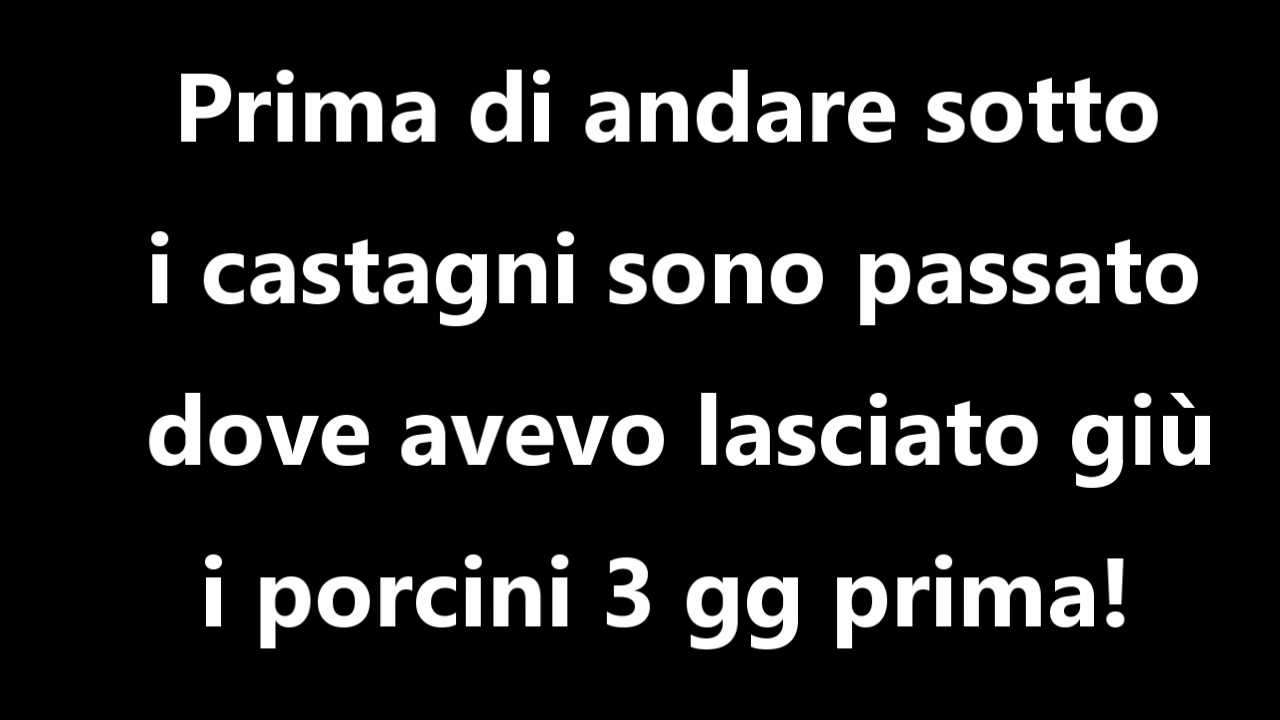 Prima di andare sotto
i castagni sono passato
dove avevo lasciato giù
i porcini 3 gg prima!